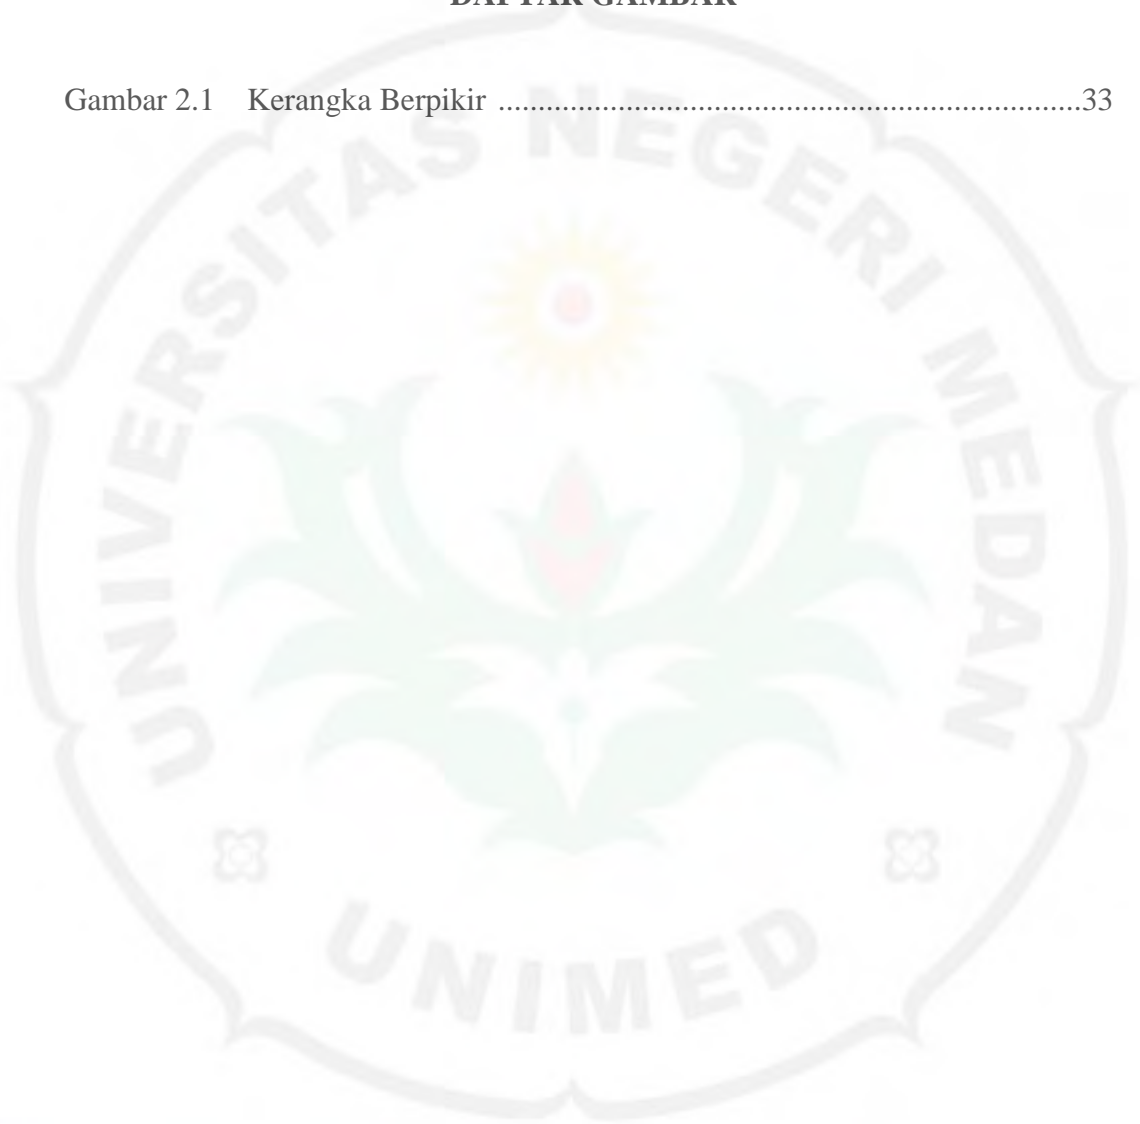 DAFTAR GAMBAR
Gambar 2.1 Kerangka Berpikir ..........................................................................33
UNIVERSITAS NEGERI MEDAN
UNIMED